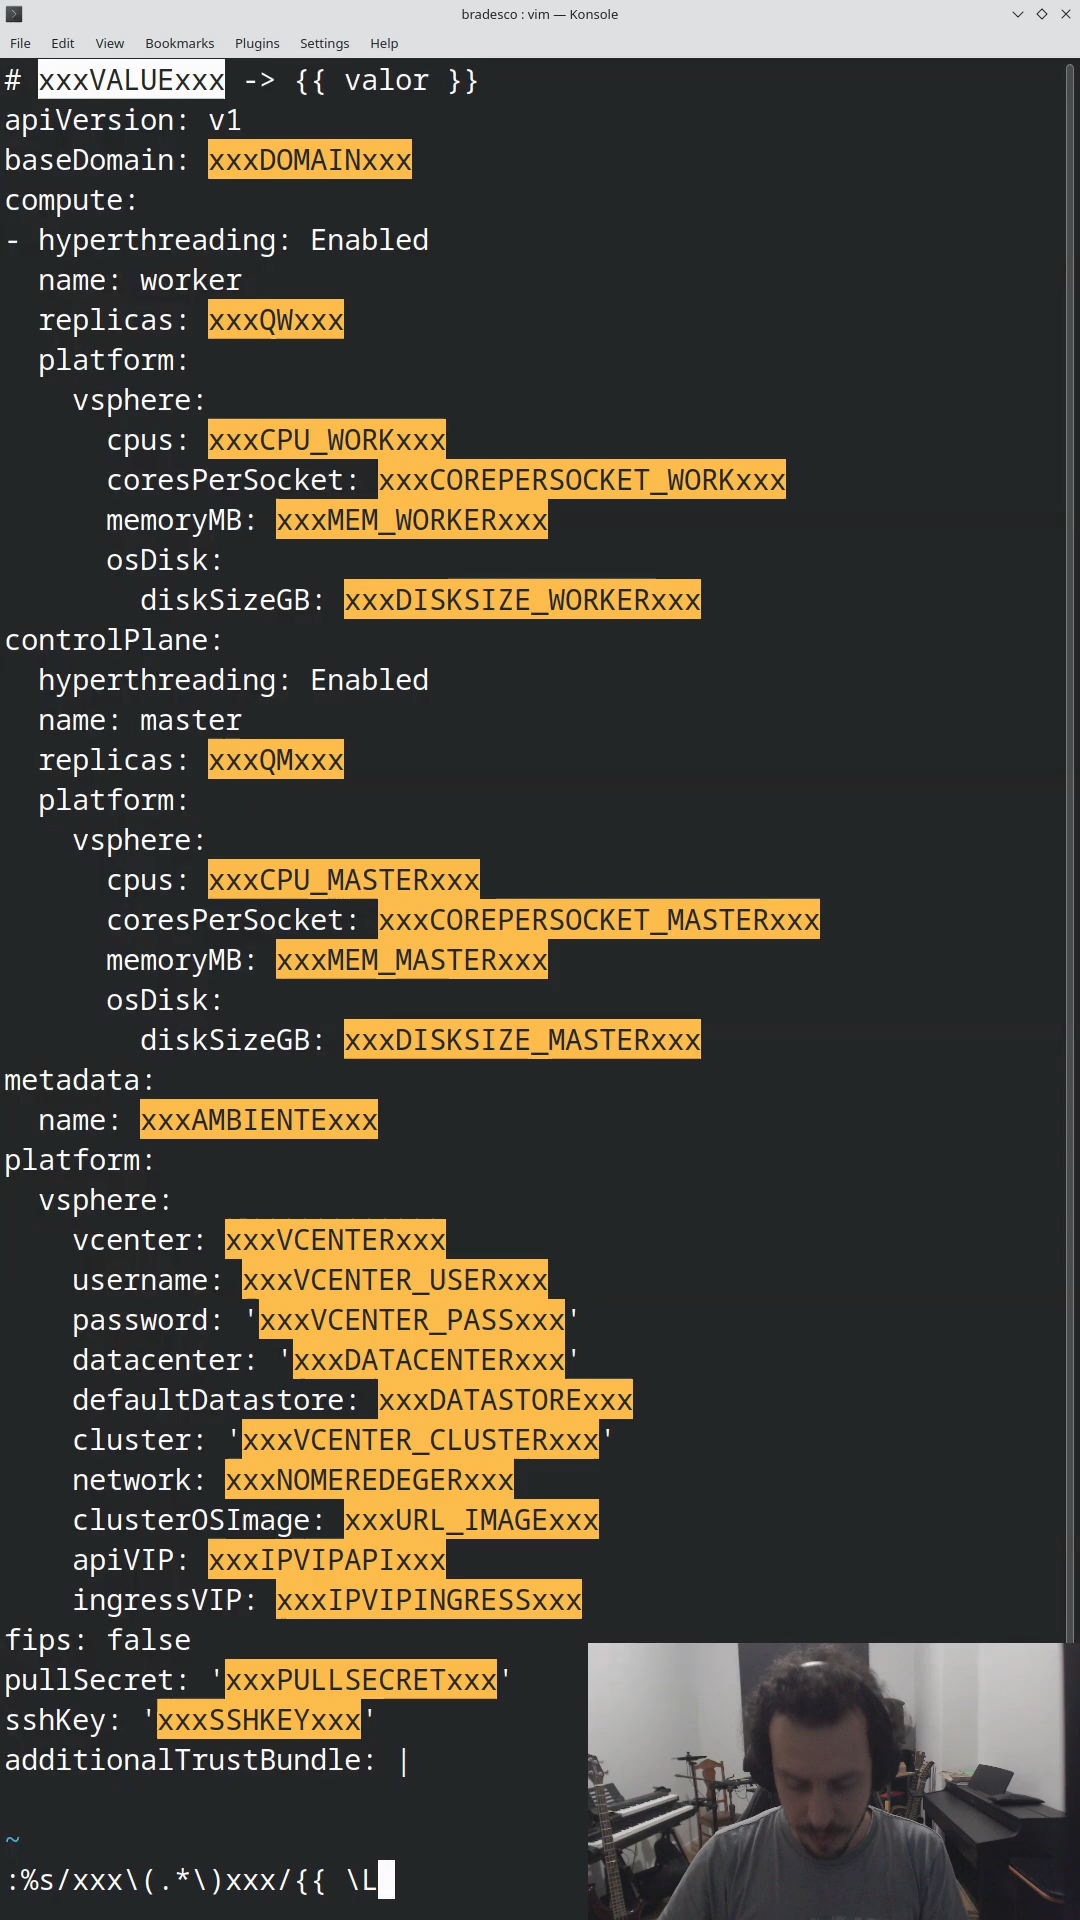 bradesco : vim — Konsole
File Edit View Bookmarks Plugins Settings Help
# xxxVALUExxx -> {{ valor }}
apiVersion: v1
baseDomain: xxxDOMAINxxx
compute:
- hyperthreading: Enabled
  name: worker
  replicas: xxxQWxxx
  platform:
    vsphere:
      cpus: xxxCPU_WORKxxx
      coresPerSocket: xxxCOREPERSOCKET_WORKxxx
      memoryMB: xxxMEM_WORKERxxx
      osDisk:
        diskSizeGB: xxxDISKSIZE_WORKERxxx
controlPlane:
  hyperthreading: Enabled
  name: master
  replicas: xxxQMxxx
  platform:
    vsphere:
      cpus: xxxCPU_MASTERxxx
      coresPerSocket: xxxCOREPERSOCKET_MASTERxxx
      memoryMB: xxxMEM_MASTERxxx
      osDisk:
        diskSizeGB: xxxDISKSIZE_MASTERxxx
metadata:
  name: xxxAMBIENTExxx
platform:
  vsphere:
    vcenter: xxxVCENTERxxx
    username: xxxVCENTER_USERxxx
    password: 'xxxVCENTER_PASSxxx'
    datacenter: 'xxxDATACENTERxxx'
    defaultDatastore: xxxDATASTORExxx
    cluster: 'xxxVCENTER_CLUSTERxxx'
    network: xxxNOMEREDEGERxxx
    clusterOSImage: xxxURL_IMAGExxx
    apiVIP: xxxIPVIPAPIxxx
    ingressVIP: xxxIPVIPINGRESSxxx
fips: false
pullSecret: 'xxxPULLSECRETxxx'
sshKey: 'xxxSSHKEYxxx'
additionalTrustBundle: |
~
:%s/xxx\(.*\)xxx/{{ \L